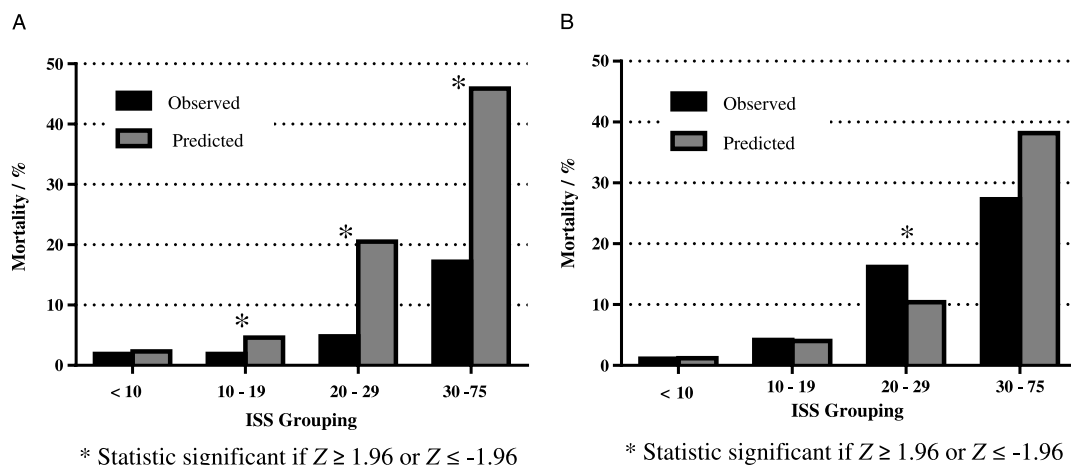 A
50
40
30
20
10
0
Mortality / %
Observed
Predicted
*
*
*
< 10
10 - 19
20 - 29
30 -75
ISS Grouping
* Statistic significant if Z ≥ 1.96 or Z ≤ -1.96
B
50
40
30
20
10
0
Mortality / %
Observed
Predicted
*
< 10
10 - 19
20 - 29
30 - 75
ISS Grouping
* Statistic significant if Z ≥ 1.96 or Z ≤ -1.96